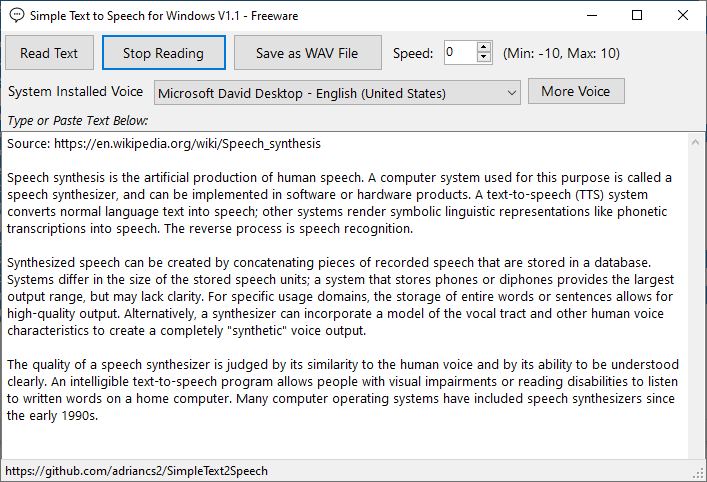 Simple Text to Speech for Windows V1.1 - Freeware
Read Text Stop Reading Save as WAV File Speed: 0 (Min: -10, Max: 10)
System Installed Voice Microsoft David Desktop - English (United States) More Voice
Type or Paste Text Below:
Source: https://en.wikipedia.org/wiki/Speech_synthesis
Speech synthesis is the artificial production of human speech. A computer system used for this purpose is called a
speech synthesizer, and can be implemented in software or hardware products. A text-to-speech (TTS) system
converts normal language text into speech; other systems render symbolic linguistic representations like phonetic
transcriptions into speech. The reverse process is speech recognition.
Synthesized speech can be created by concatenating pieces of recorded speech that are stored in a database.
Systems differ in the size of the stored speech units; a system that stores phones or diphones provides the largest
output range, but may lack clarity. For specific usage domains, the storage of entire words or sentences allows for
high-quality output. Alternatively, a synthesizer can incorporate a model of the vocal tract and other human voice
characteristics to create a completely "synthetic" voice output.
The quality of a speech synthesizer is judged by its similarity to the human voice and by its ability to be understood
clearly. An intelligible text-to-speech program allows people with visual impairments or reading disabilities to listen
to written words on a home computer. Many computer operating systems have included speech synthesizers since
the early 1990s.
https://github.com/adriancs2/SimpleText2Speech